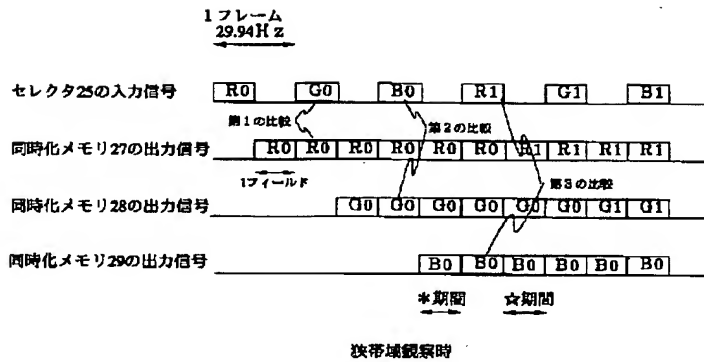 1フレーム
29.94Hz
セレクタ25の入力信号 R0 G0 B0 R1 G1 B1
第1の比較 第2の比較
同時化メモリ27の出力信号 R0 R0 R0 R0 R0 R0 R1 R1 R1 R1
1フィールド 第3の比較
同時化メモリ28の出力信号 G0 G0 G0 G0 G0 G0 G1 G1
同時化メモリ29の出力信号 B0 B0 B0 B0 B0 B0
*期間 ☆期間
狭帯域観察時